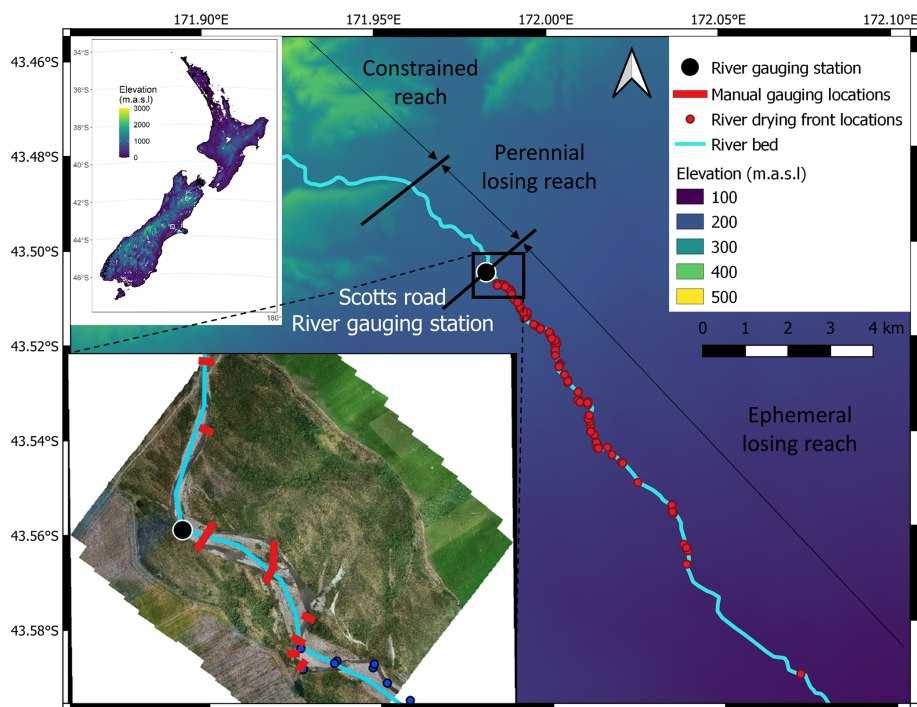 171.90°E 171.95°E 172.00°E 172.05°E 172.10°E
43.46°S
43.48°S
43.50°S
43.52°S
43.54°S
43.56°S
43.58°S
34°S
36°S
38°S
40°S
42°S
44°S
46°S
180°
Elevation
(m.a.s.l)
3000
2000
1000
0
Constrained
reach
Perennial
losing reach
Scotts road
River gauging station
Ephemeral
losing reach
River gauging station
Manual gauging locations
River drying front locations
River bed
Elevation (m.a.s.l)
100
200
300
400
500
0 1 2 3 4 km